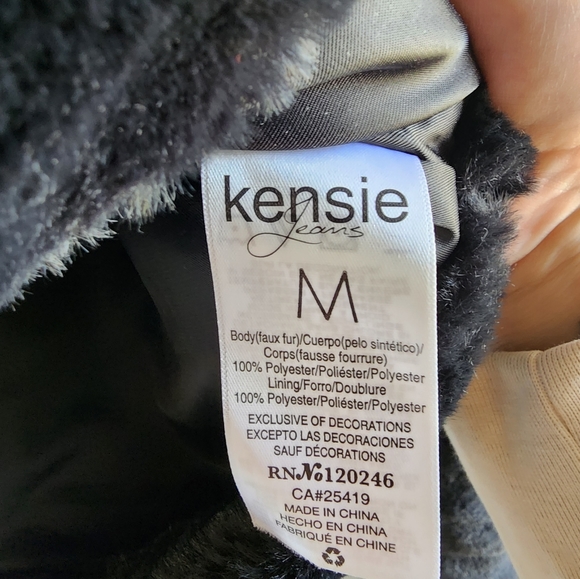 kensie
Jeans
M
Body(faux fur)/Cuerpo(pelo sintético)/
Corps(fausse fourrure)
100% Polyester/Poliéster/Polyester
Lining/Forro/Doublure
100% Polyester/Poliéster/Polyester
EXCLUSIVE OF DECORATIONS
EXCEPTO LAS DECORACIONES
SAUF DÉCORATIONS
RN№120246
CA#25419
MADE IN CHINA
HECHO EN CHINA
FABRIQUÉ EN CHINE